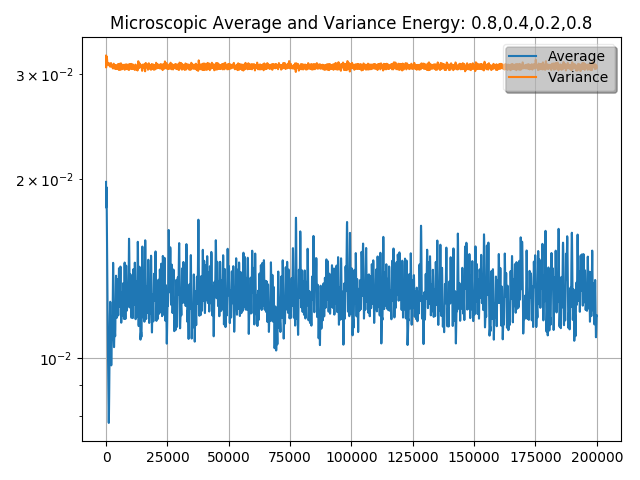 Microscopic Average and Variance Energy: 0.8,0.4,0.2,0.8
Average
Variance
3 × 10⁻²
2 × 10⁻²
10⁻²
0 25000 50000 75000 100000 125000 150000 175000 200000